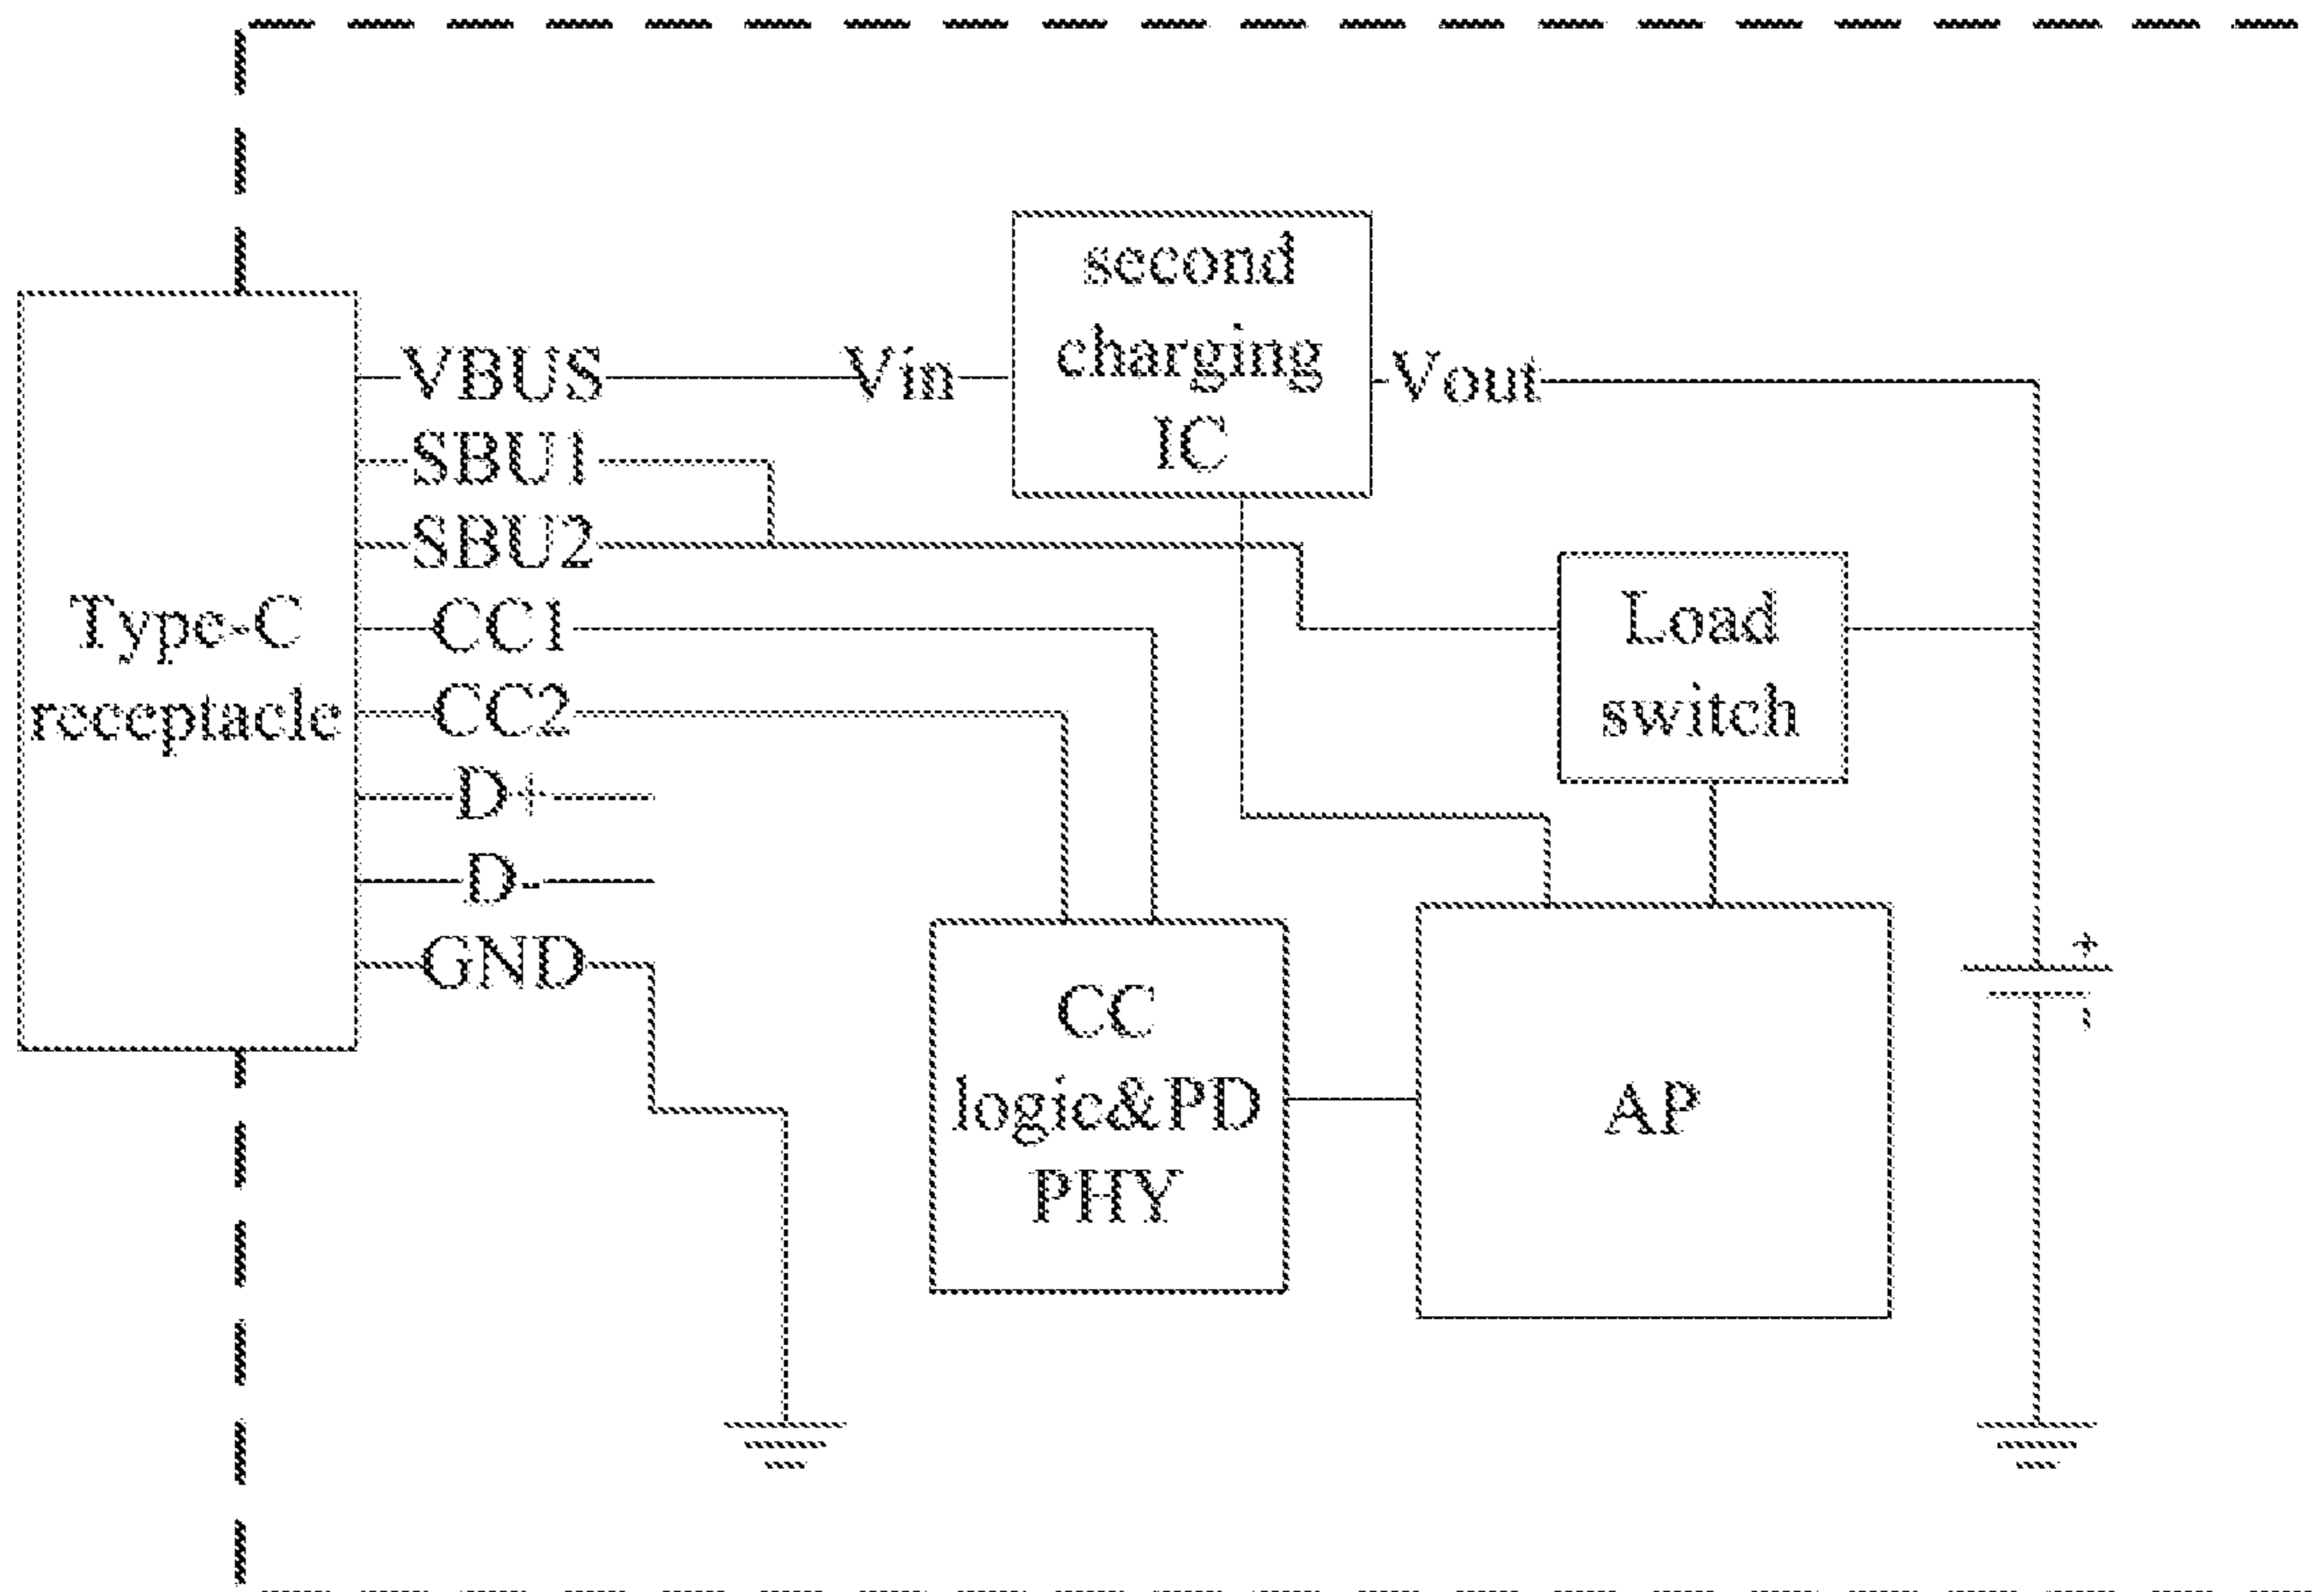 second
charging
IC
VBUS
Vin
Vout
SBU1
SBU2
Type-C
receptacle
CC1
CC2
D+
D-
GND
Load
switch
CC
logic&PD
PHY
AP
+
-